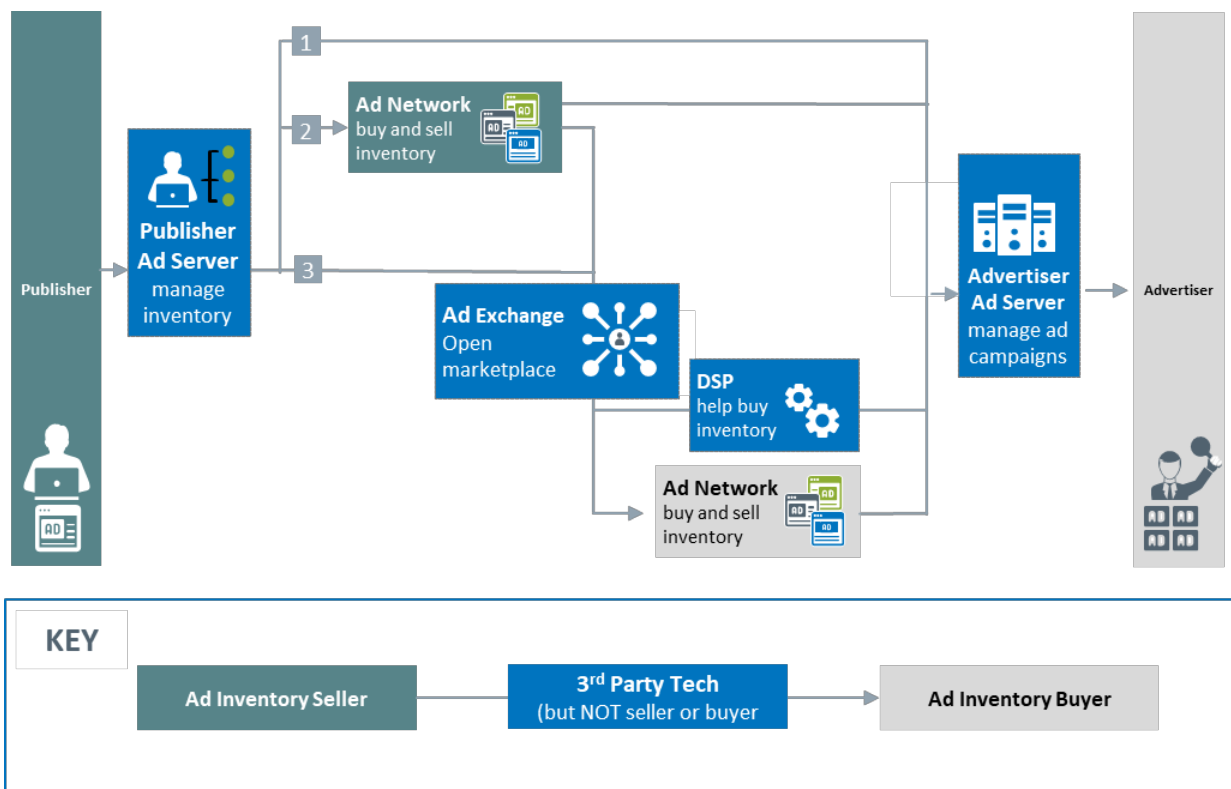 1
Ad Network
buy and sell
inventory
AD
AD
AD
2
Publisher
Ad Server
manage
inventory
3
Publisher
AD
Ad Exchange
Open
marketplace
DSP
help buy
inventory
Ad Network
buy and sell
inventory
AD
AD
AD
Advertiser
Ad Server
manage ad
campaigns
Advertiser
AD AD
AD AD
KEY
Ad Inventory Seller
3rd Party Tech
(but NOT seller or buyer
Ad Inventory Buyer